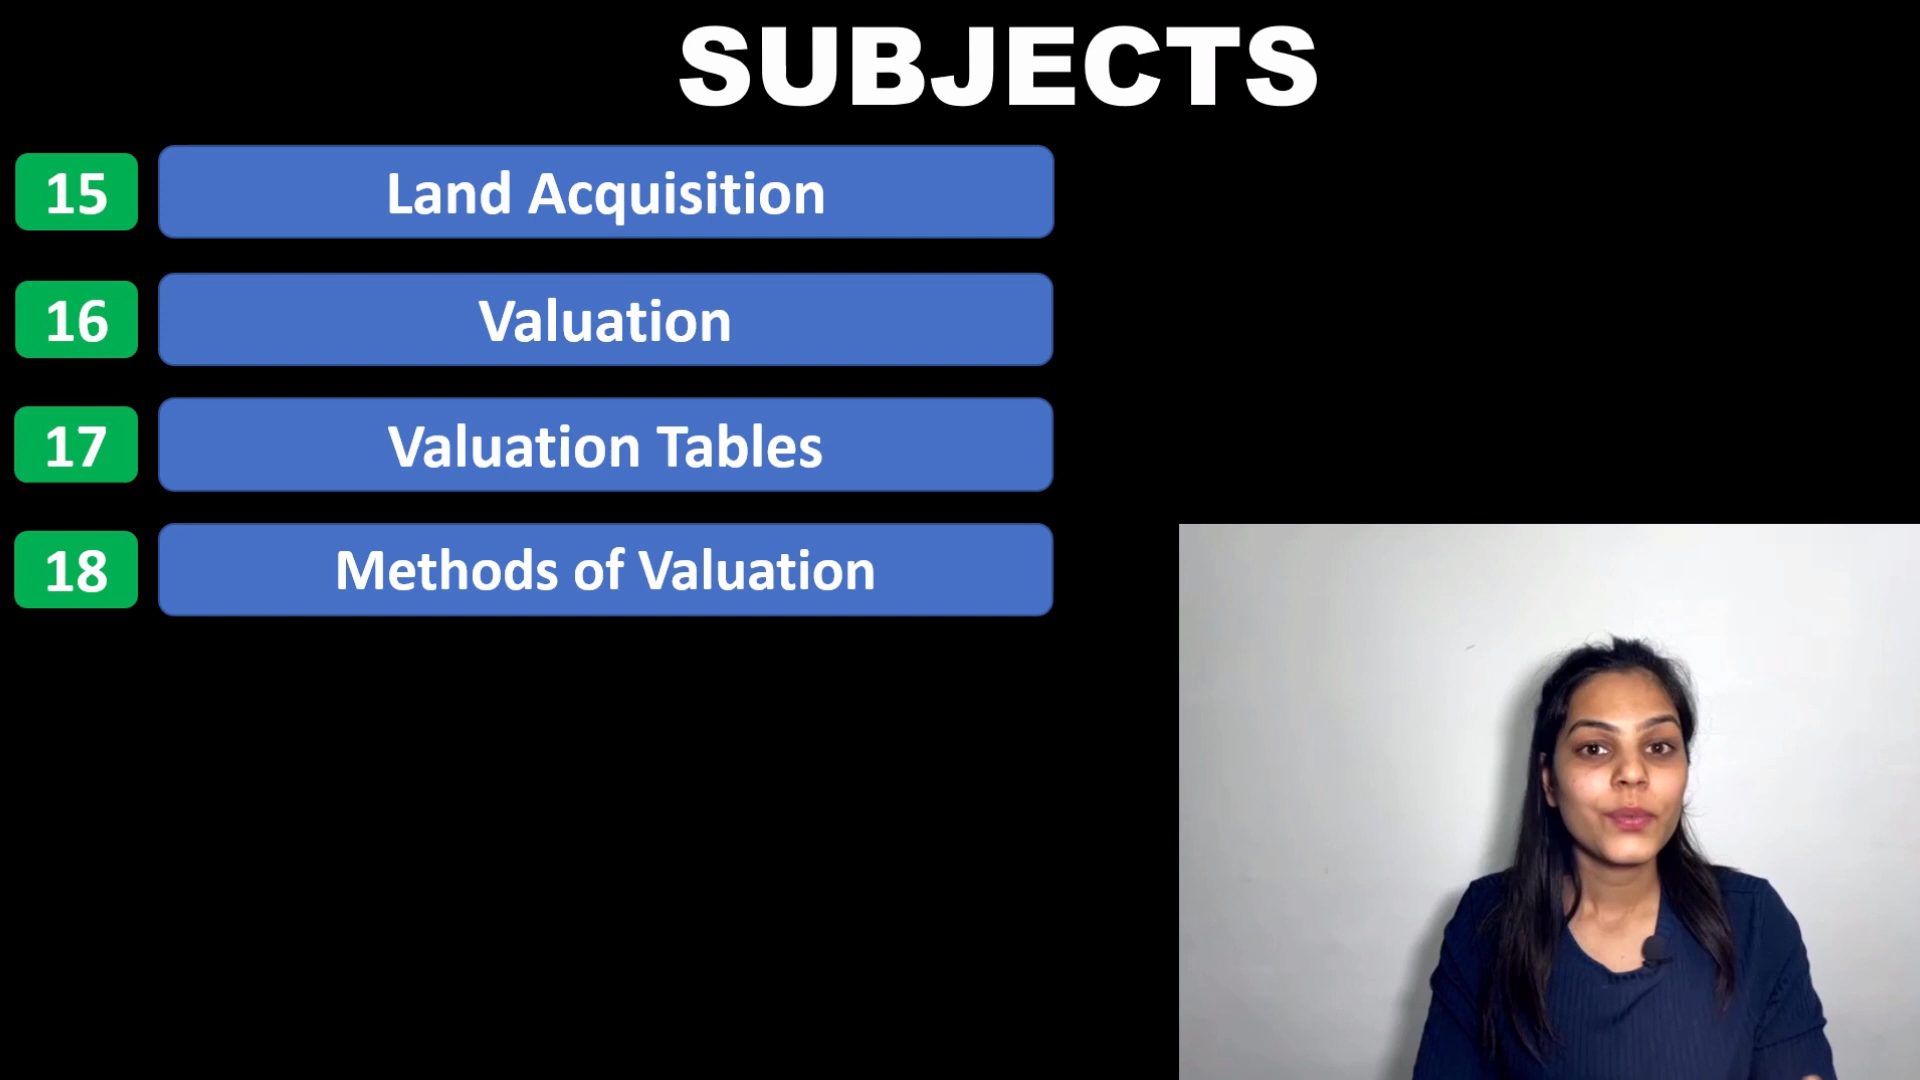 SUBJECTS
15 Land Acquisition
16 Valuation
17 Valuation Tables
18 Methods of Valuation